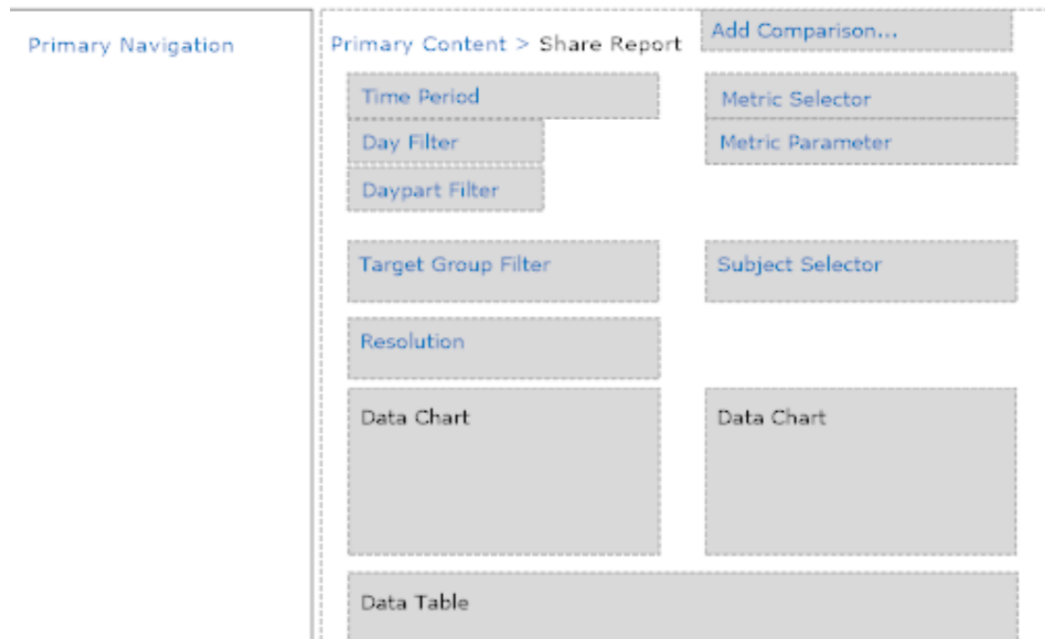 Primary Navigation
Primary Content > Share Report
Add Comparison...
Time Period
Metric Selector
Day Filter
Metric Parameter
Daypart Filter
Target Group Filter
Subject Selector
Resolution
Data Chart
Data Chart
Data Table